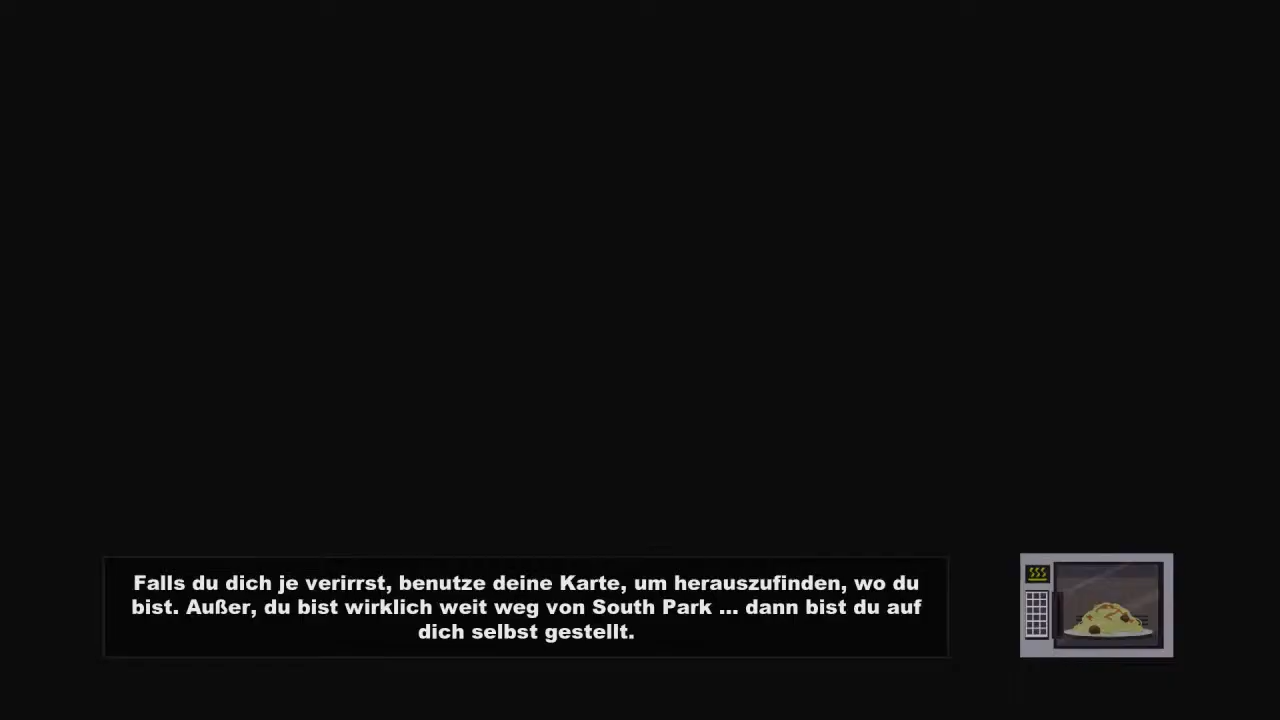 Falls du dich je verirrst, benutze deine Karte, um herauszufinden, wo du
bist. Außer, du bist wirklich weit weg von South Park ... dann bist du auf
dich selbst gestellt.